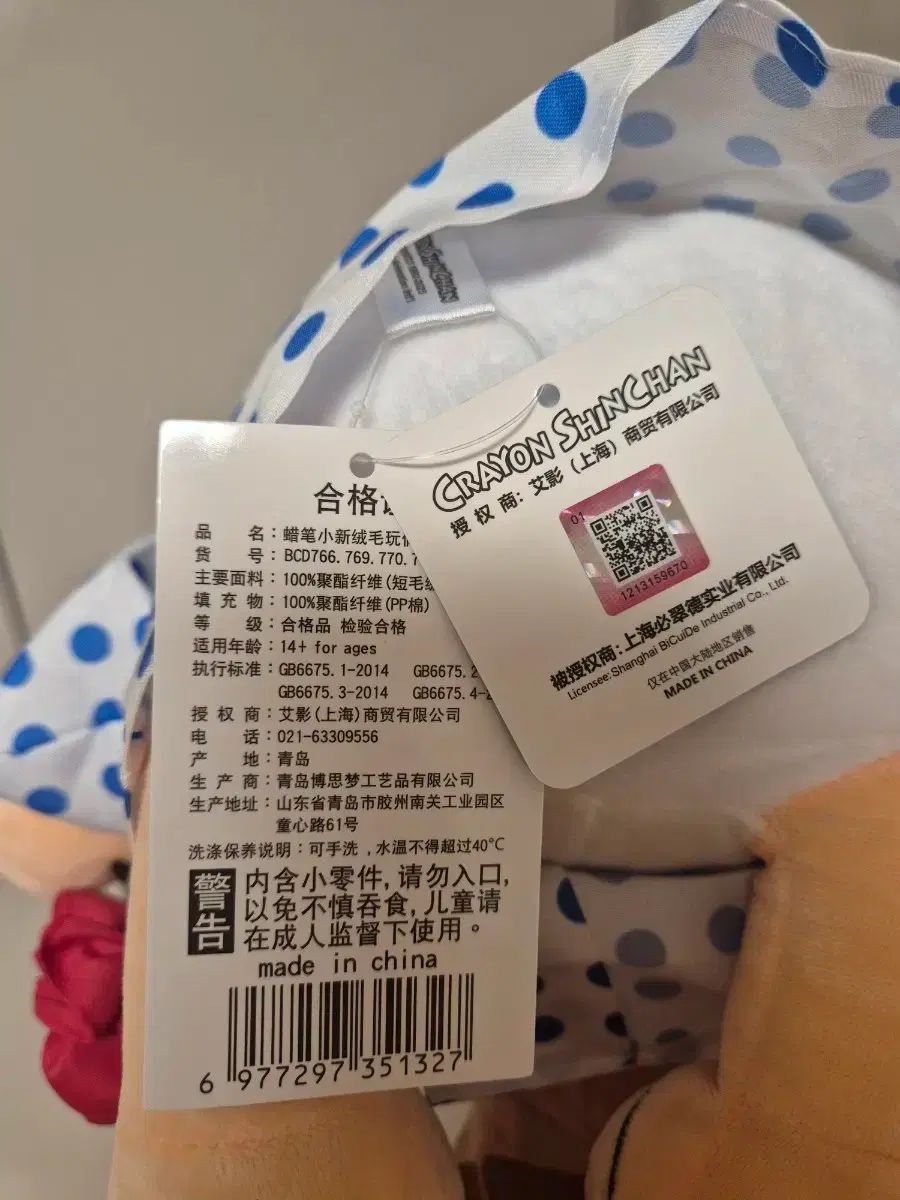 合格
品 名：蜡笔小新绒毛玩
货 号：BCD766.769.770.
主要面料：100%聚酯纤维(短毛
填 充 物：100%聚酯纤维(PP棉)
等 级：合格品 检验合格
适用年龄：14+ for ages
执行标准：GB6675.1-2014 GB6675.2
GB6675.3-2014 GB6675.4-
授 权 商：艾影(上海)商贸有限公司
电 话：021-63309556
产 地：青岛
生 产 商：青岛博思梦工艺品有限公司
生产地址：山东省青岛市胶州南关工业园区
童心路61号
洗涤保养说明：可手洗，水温不得超过40°C
警告
内含小零件,请勿入口,
以免不慎吞食,儿童请
在成人监督下使用。
made in china
6 977297 351327
CRAYON SHINCHAN
授 权 商：艾影（上海）商贸有限公司
01
1213159670
被授权商：上海必翠德实业有限公司
Licensee:Shanghai BiCuiDe Industrial Co., Ltd.
仅在中国大陆地区销售
MADE IN CHINA